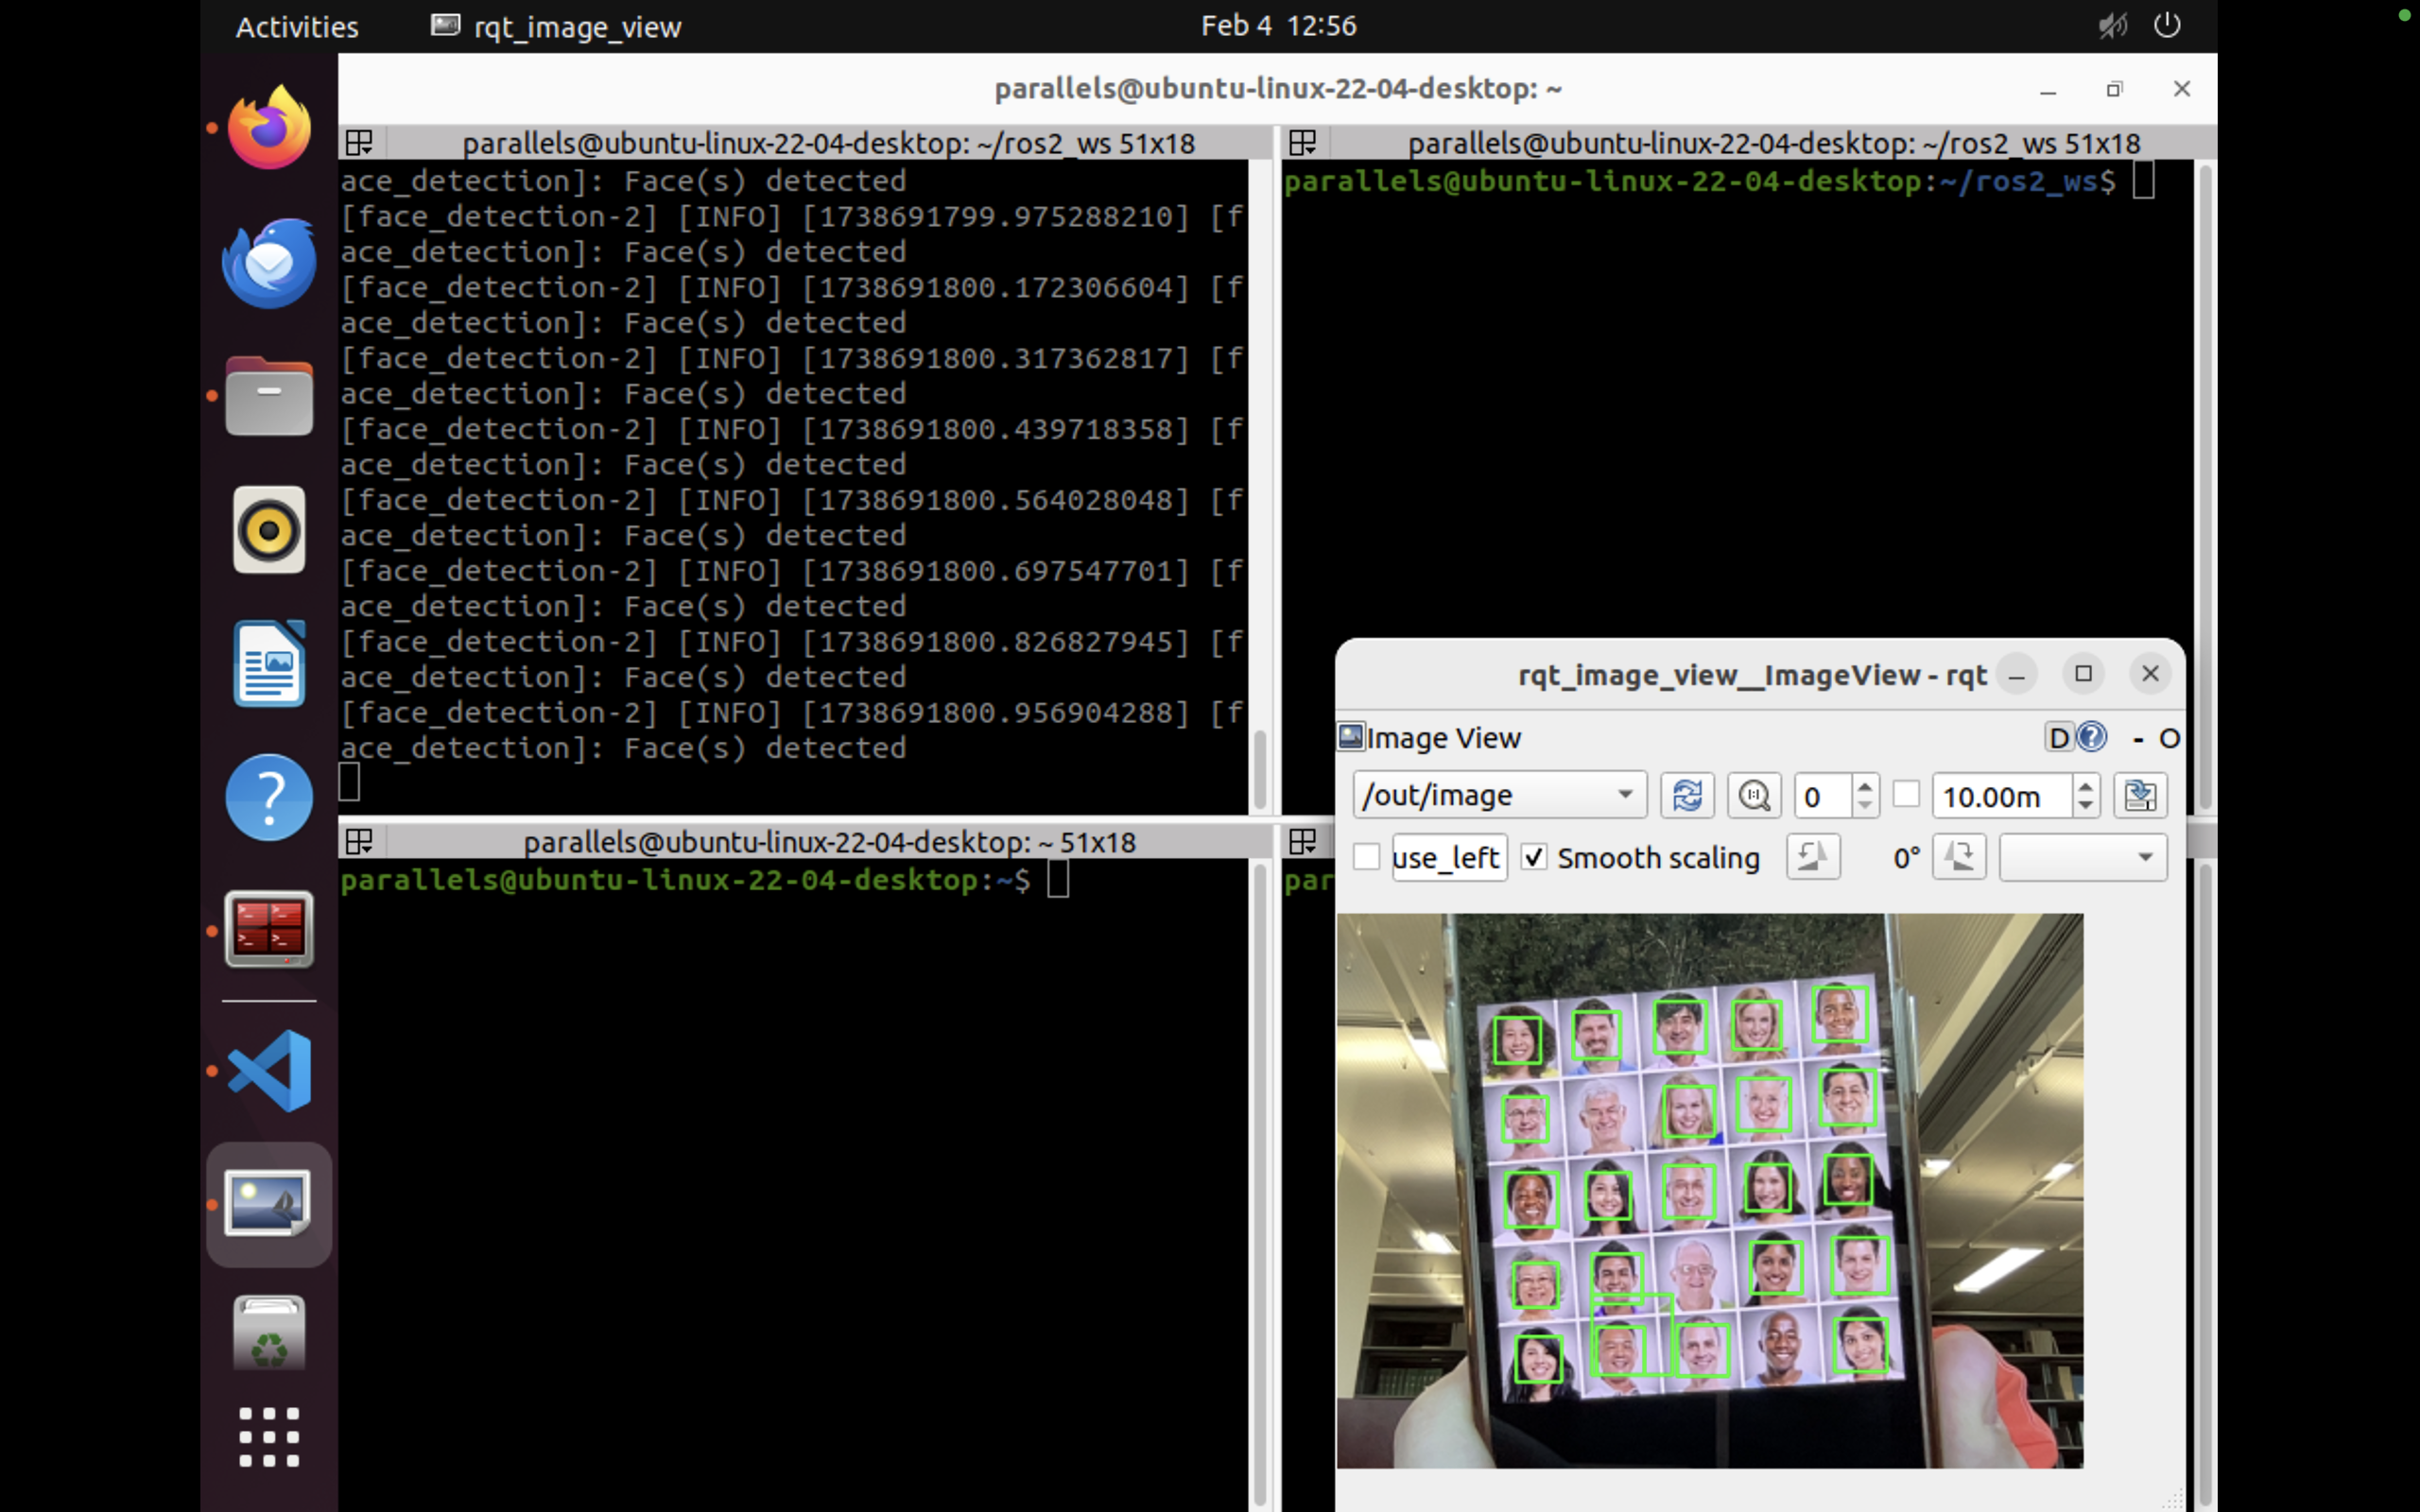 Activities rqt_image_view Feb 4 12:56
parallels@ubuntu-linux-22-04-desktop: ~
parallels@ubuntu-linux-22-04-desktop: ~/ros2_ws 51x18
ace_detection]: Face(s) detected
[face_detection-2] [INFO] [1738691799.975288210] [f
ace_detection]: Face(s) detected
[face_detection-2] [INFO] [1738691800.172306604] [f
ace_detection]: Face(s) detected
[face_detection-2] [INFO] [1738691800.317362817] [f
ace_detection]: Face(s) detected
[face_detection-2] [INFO] [1738691800.439718358] [f
ace_detection]: Face(s) detected
[face_detection-2] [INFO] [1738691800.564028048] [f
ace_detection]: Face(s) detected
[face_detection-2] [INFO] [1738691800.697547701] [f
ace_detection]: Face(s) detected
[face_detection-2] [INFO] [1738691800.826827945] [f
ace_detection]: Face(s) detected
[face_detection-2] [INFO] [1738691800.956904288] [f
ace_detection]: Face(s) detected
parallels@ubuntu-linux-22-04-desktop: ~/ros2_ws 51x18
parallels@ubuntu-linux-22-04-desktop:~/ros2_ws$
parallels@ubuntu-linux-22-04-desktop: ~ 51x18
parallels@ubuntu-linux-22-04-desktop:~$
par
rqt_image_view__ImageView - rqt
Image View D ? - O
/out/image 1:1 0 10.00m
use_left Smooth scaling 0°